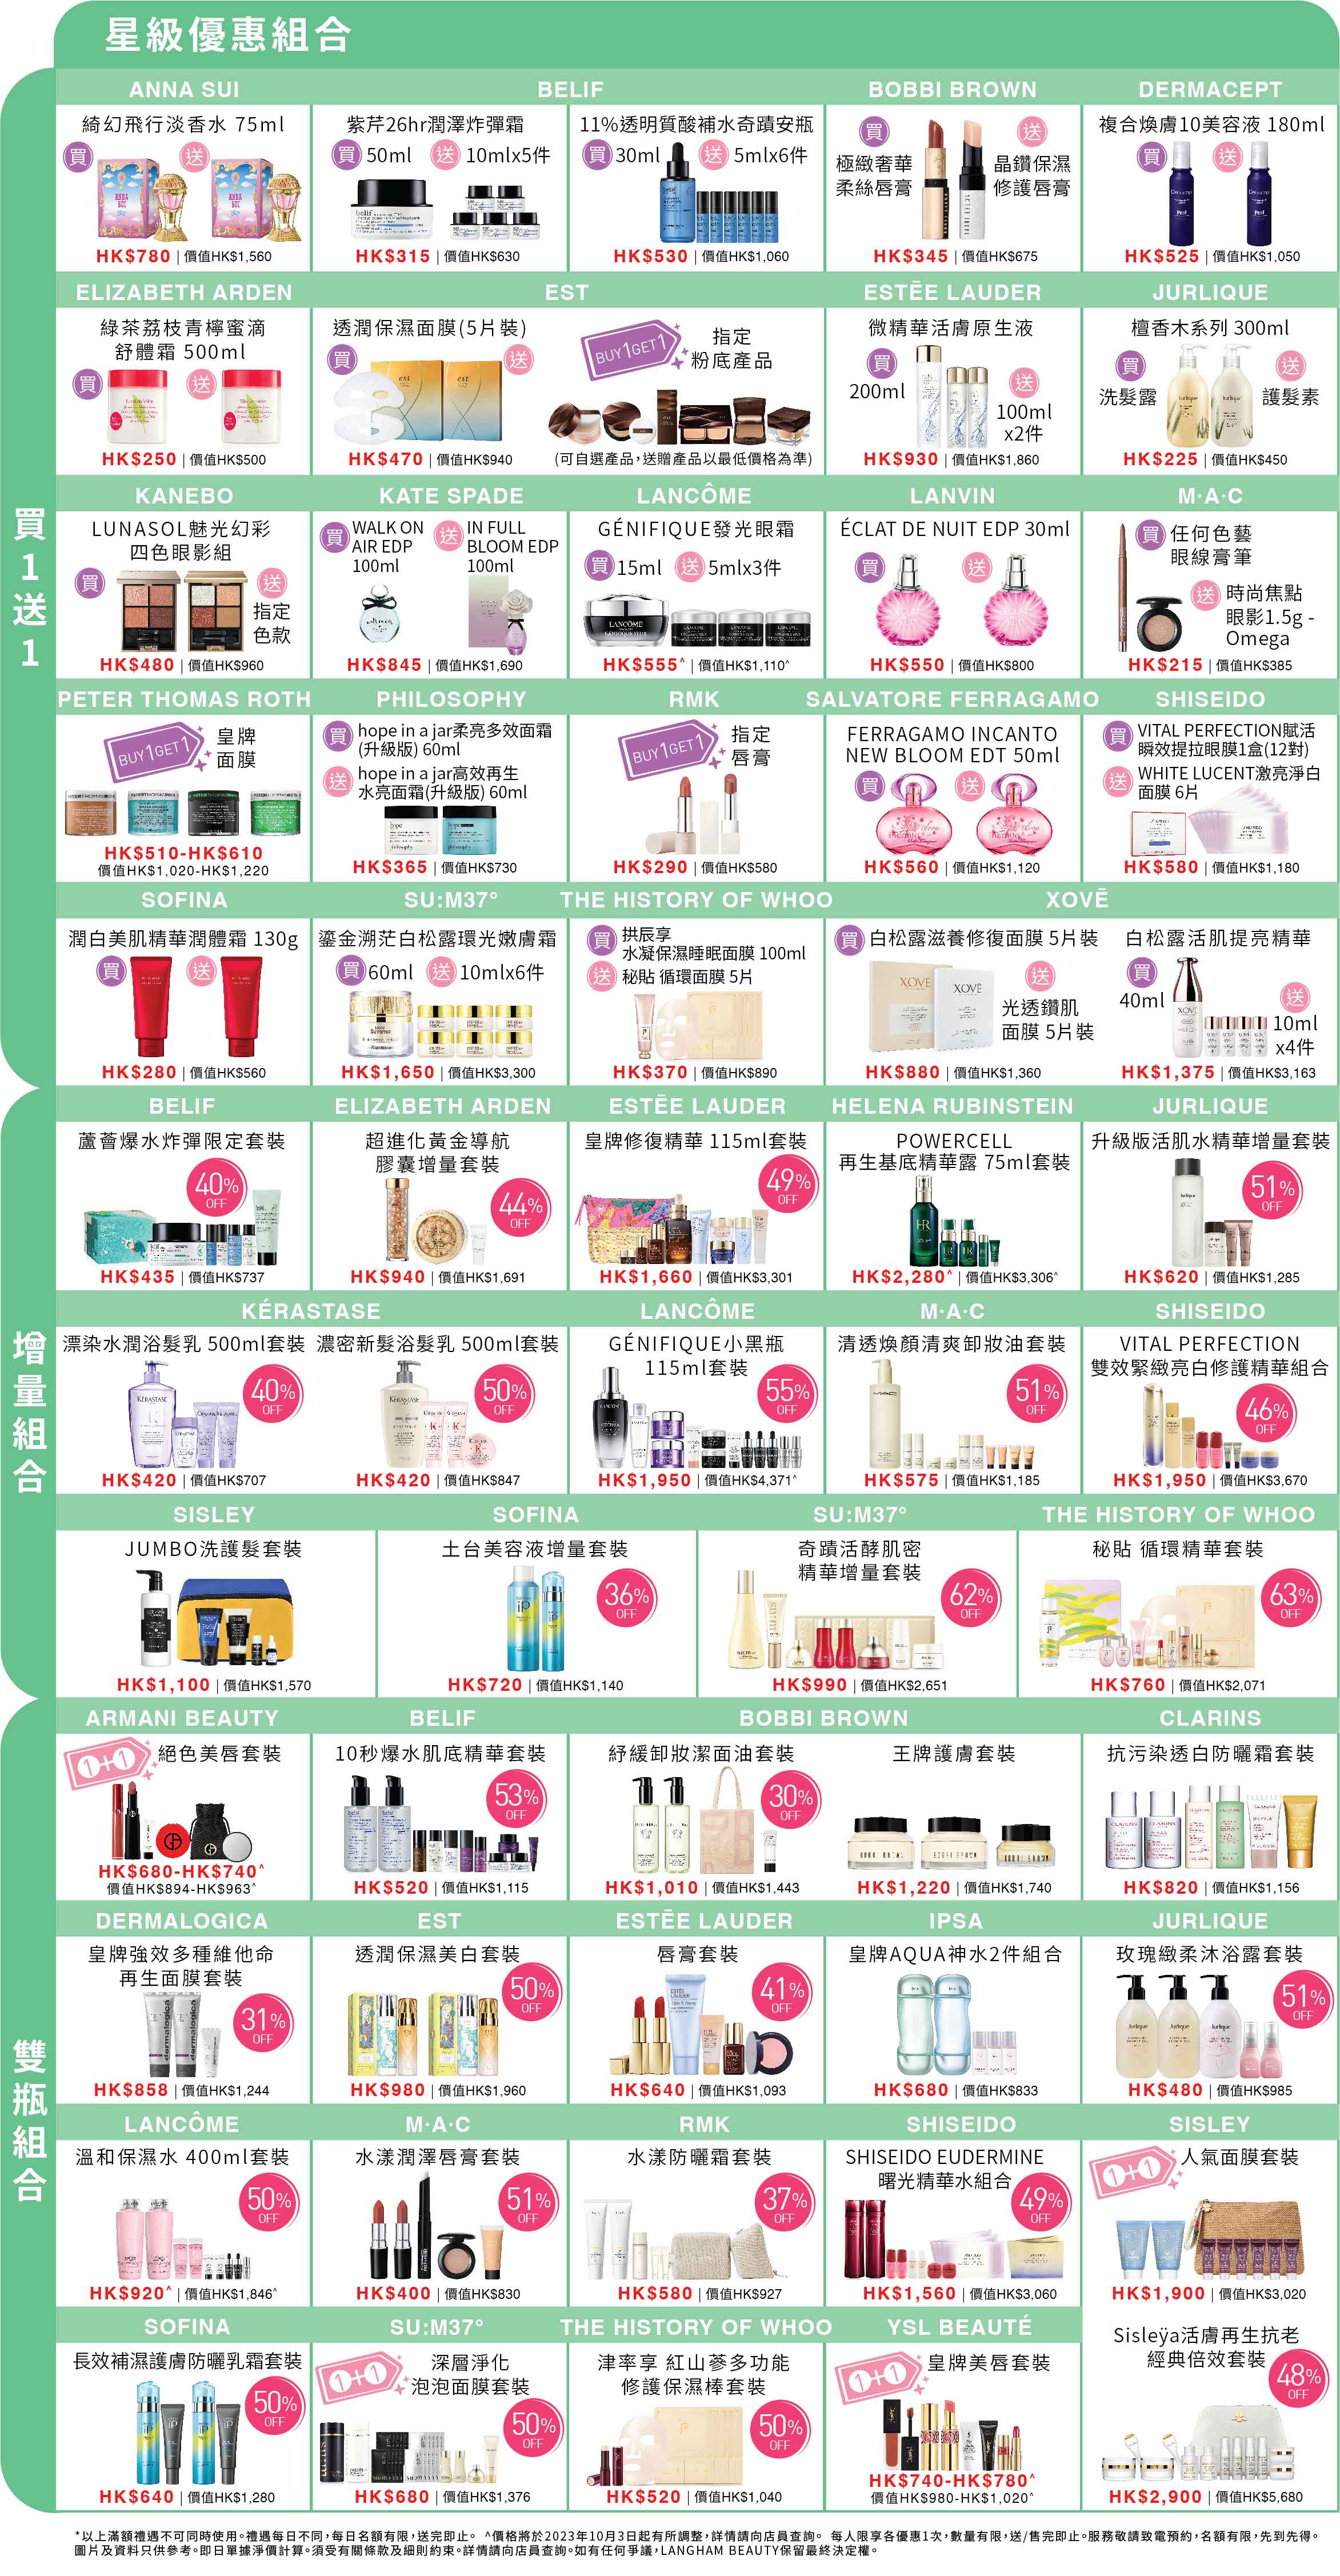 星級優惠組合
買1送1
ANNA SUI
綺幻飛行淡香水 75ml
買 送
HK$780 | 價值HK$1,560
BELIF
紫芹26hr潤澤炸彈霜
買 50ml 送 10mlx5件
HK$315 | 價值HK$630
11%透明質酸補水奇蹟安瓶
買 30ml 送 5mlx6件
HK$530 | 價值HK$1,060
BOBBI BROWN
買 送
極緻奢華
柔絲唇膏
晶鑽保濕
修護唇膏
HK$345 | 價值HK$675
DERMACEPT
複合煥膚10美容液 180ml
買 送
HK$525 | 價值HK$1,050
ELIZABETH ARDEN
綠茶荔枝青檸蜜滴
舒體霜 500ml
買 送
HK$250 | 價值HK$500
EST
透潤保濕面膜(5片裝)
買 送
HK$470 | 價值HK$940
BUY 1 GET 1
指定
粉底產品
(可自選產品，送贈產品以最低價格為準)
ESTĒE LAUDER
微精華活膚原生液
買
200ml
送
100ml
x2件
HK$930 | 價值HK$1,860
JURLIQUE
檀香木系列 300ml
買
洗髮露
送
護髮素
HK$225 | 價值HK$450
KANEBO
LUNASOL魅光幻彩
四色眼影組
買 送
指定
色款
HK$480 | 價值HK$960
KATE SPADE
買 WALK ON
AIR EDP
100ml
送 IN FULL
BLOOM EDP
100ml
HK$845 | 價值HK$1,690
LANCÔME
GÉNIFIQUE發光眼霜
買 15ml 送 5mlx3件
HK$555^ | 價值HK$1,110^
LANVIN
ÉCLAT DE NUIT EDP 30ml
買 送
HK$550 | 價值HK$800
M·A·C
買 任何色藝
眼線膏筆
送 時尚焦點
眼影1.5g -
Omega
HK$215 | 價值HK$385
PETER THOMAS ROTH
BUY 1 GET 1
皇牌
面膜
HK$510-HK$610
價值HK$1,020-HK$1,220
PHILOSOPHY
買 hope in a jar柔亮多效面霜
(升級版) 60ml
送 hope in a jar高效再生
水亮面霜(升級版) 60ml
HK$365 | 價值HK$730
RMK
BUY 1 GET 1
指定
唇膏
HK$290 | 價值HK$580
SALVATORE FERRAGAMO
FERRAGAMO INCANTO
NEW BLOOM EDT 50ml
買 送
HK$560 | 價值HK$1,120
SHISEIDO
買 VITAL PERFECTION賦活
瞬效提拉眼膜1盒(12對)
送 WHITE LUCENT激亮淨白
面膜 6片
HK$580 | 價值HK$1,180
SOFINA
潤白美肌精華潤體霜 130g
買 送
HK$280 | 價值HK$560
SU:M37°
鎏金溯茫白松露環光嫩膚霜
買 60ml 送 10mlx6件
HK$1,650 | 價值HK$3,300
THE HISTORY OF WHOO
買 拱辰享
水凝保濕睡眠面膜 100ml
送 秘貼 循環面膜 5片
HK$370 | 價值HK$890
XOVĒ
買 白松露滋養修復面膜 5片裝
送
光透鑽肌
面膜 5片裝
HK$880 | 價值HK$1,360
白松露活肌提亮精華
買
40ml
送
10ml
x4件
HK$1,375 | 價值HK$3,163
增量組合
BELIF
蘆薈爆水炸彈限定套裝
40% OFF
HK$435 | 價值HK$737
ELIZABETH ARDEN
超進化黃金導航
膠囊增量套裝
44% OFF
HK$940 | 價值HK$1,691
ESTĒE LAUDER
皇牌修復精華 115ml套裝
49% OFF
HK$1,660 | 價值HK$3,301
HELENA RUBINSTEIN
POWERCELL
再生基底精華露 75ml套裝
HK$2,280^ | 價值HK$3,306^
JURLIQUE
升級版活肌水精華增量套裝
51% OFF
HK$620 | 價值HK$1,285
KÉRASTASE
漂染水潤浴髮乳 500ml套裝
40% OFF
HK$420 | 價值HK$707
濃密新髮浴髮乳 500ml套裝
50% OFF
HK$420 | 價值HK$847
LANCÔME
GÉNIFIQUE小黑瓶
115ml套裝
55% OFF
HK$1,950 | 價值HK$4,371^
M·A·C
清透煥顏清爽卸妝油套裝
51% OFF
HK$575 | 價值HK$1,185
SHISEIDO
VITAL PERFECTION
雙效緊緻亮白修護精華組合
46% OFF
HK$1,950 | 價值HK$3,670
SISLEY
JUMBO洗護髮套裝
HK$1,100 | 價值HK$1,570
SOFINA
土台美容液增量套裝
36% OFF
HK$720 | 價值HK$1,140
SU:M37°
奇蹟活酵肌密
精華增量套裝
62% OFF
HK$990 | 價值HK$2,651
THE HISTORY OF WHOO
秘貼 循環精華套裝
63% OFF
HK$760 | 價值HK$2,071
雙瓶組合
ARMANI BEAUTY
1+1 絕色美唇套裝
HK$680-HK$740^
價值HK$894-HK$963^
BELIF
10秒爆水肌底精華套裝
53% OFF
HK$520 | 價值HK$1,115
BOBBI BROWN
紓緩卸妝潔面油套裝
30% OFF
HK$1,010 | 價值HK$1,443
王牌護膚套裝
HK$1,220 | 價值HK$1,740
CLARINS
抗污染透白防曬霜套裝
HK$820 | 價值HK$1,156
DERMALOGICA
皇牌強效多種維他命
再生面膜套裝
31% OFF
HK$858 | 價值HK$1,244
EST
透潤保濕美白套裝
50% OFF
HK$980 | 價值HK$1,960
ESTĒE LAUDER
唇膏套裝
41% OFF
HK$640 | 價值HK$1,093
IPSA
皇牌AQUA神水2件組合
HK$680 | 價值HK$833
JURLIQUE
玫瑰緻柔沐浴露套裝
51% OFF
HK$480 | 價值HK$985
LANCÔME
溫和保濕水 400ml套裝
50% OFF
HK$920^ | 價值HK$1,846^
M·A·C
水漾潤澤唇膏套裝
51% OFF
HK$400 | 價值HK$830
RMK
水漾防曬霜套裝
37% OFF
HK$580 | 價值HK$927
SHISEIDO
SHISEIDO EUDERMINE
曙光精華水組合
49% OFF
HK$1,560 | 價值HK$3,060
SISLEY
1+1 人氣面膜套裝
HK$1,900 | 價值HK$3,020
SOFINA
長效補濕護膚防曬乳霜套裝
50% OFF
HK$640 | 價值HK$1,280
SU:M37°
1+1 深層淨化
泡泡面膜套裝
50% OFF
HK$680 | 價值HK$1,376
THE HISTORY OF WHOO
津率享 紅山蔘多功能
修護保濕棒套裝
50% OFF
HK$520 | 價值HK$1,040
YSL BEAUTÉ
1+1 皇牌美唇套裝
HK$740-HK$780^
價值HK$980-HK$1,020^
Sisleÿa活膚再生抗老
經典倍效套裝
48% OFF
HK$2,900 | 價值HK$5,680
*以上滿額禮遇不可同時使用。禮遇每日不同，每日名額有限，送完即止。 ^價格將於2023年10月3日起有所調整，詳情請向店員查詢。 每人限享各優惠1次，數量有限，送/售完即止。服務敬請致電預約，名額有限，先到先得。
圖片及資料只供參考。即日單據淨價計算。須受有關條款及細則約束。詳情請向店員查詢。如有任何爭議，LANGHAM BEAUTY保留最終決定權。